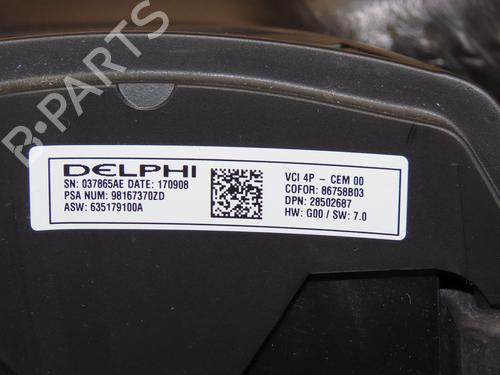 B-PARTS
DELPHI
SN: 037865AE DATE: 170908
PSA NUM: 98167370ZD
ASW: 635179100A
VCI 4P - CEM 00
COFOR: 86758B03
DPN: 28502687
HW: G00 / SW: 7.0